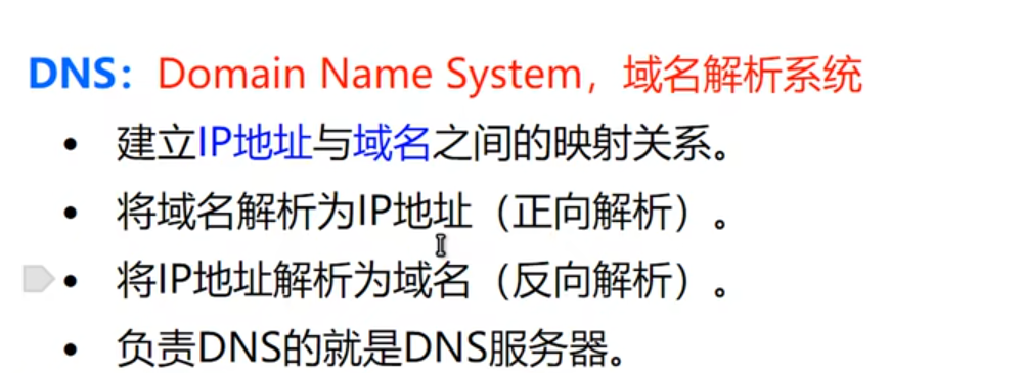 DNS：Domain Name System，域名解析系统
• 建立IP地址与域名之间的映射关系。
• 将域名解析为IP地址（正向解析）。
• 将IP地址解析为域名（反向解析）。
• 负责DNS的就是DNS服务器。